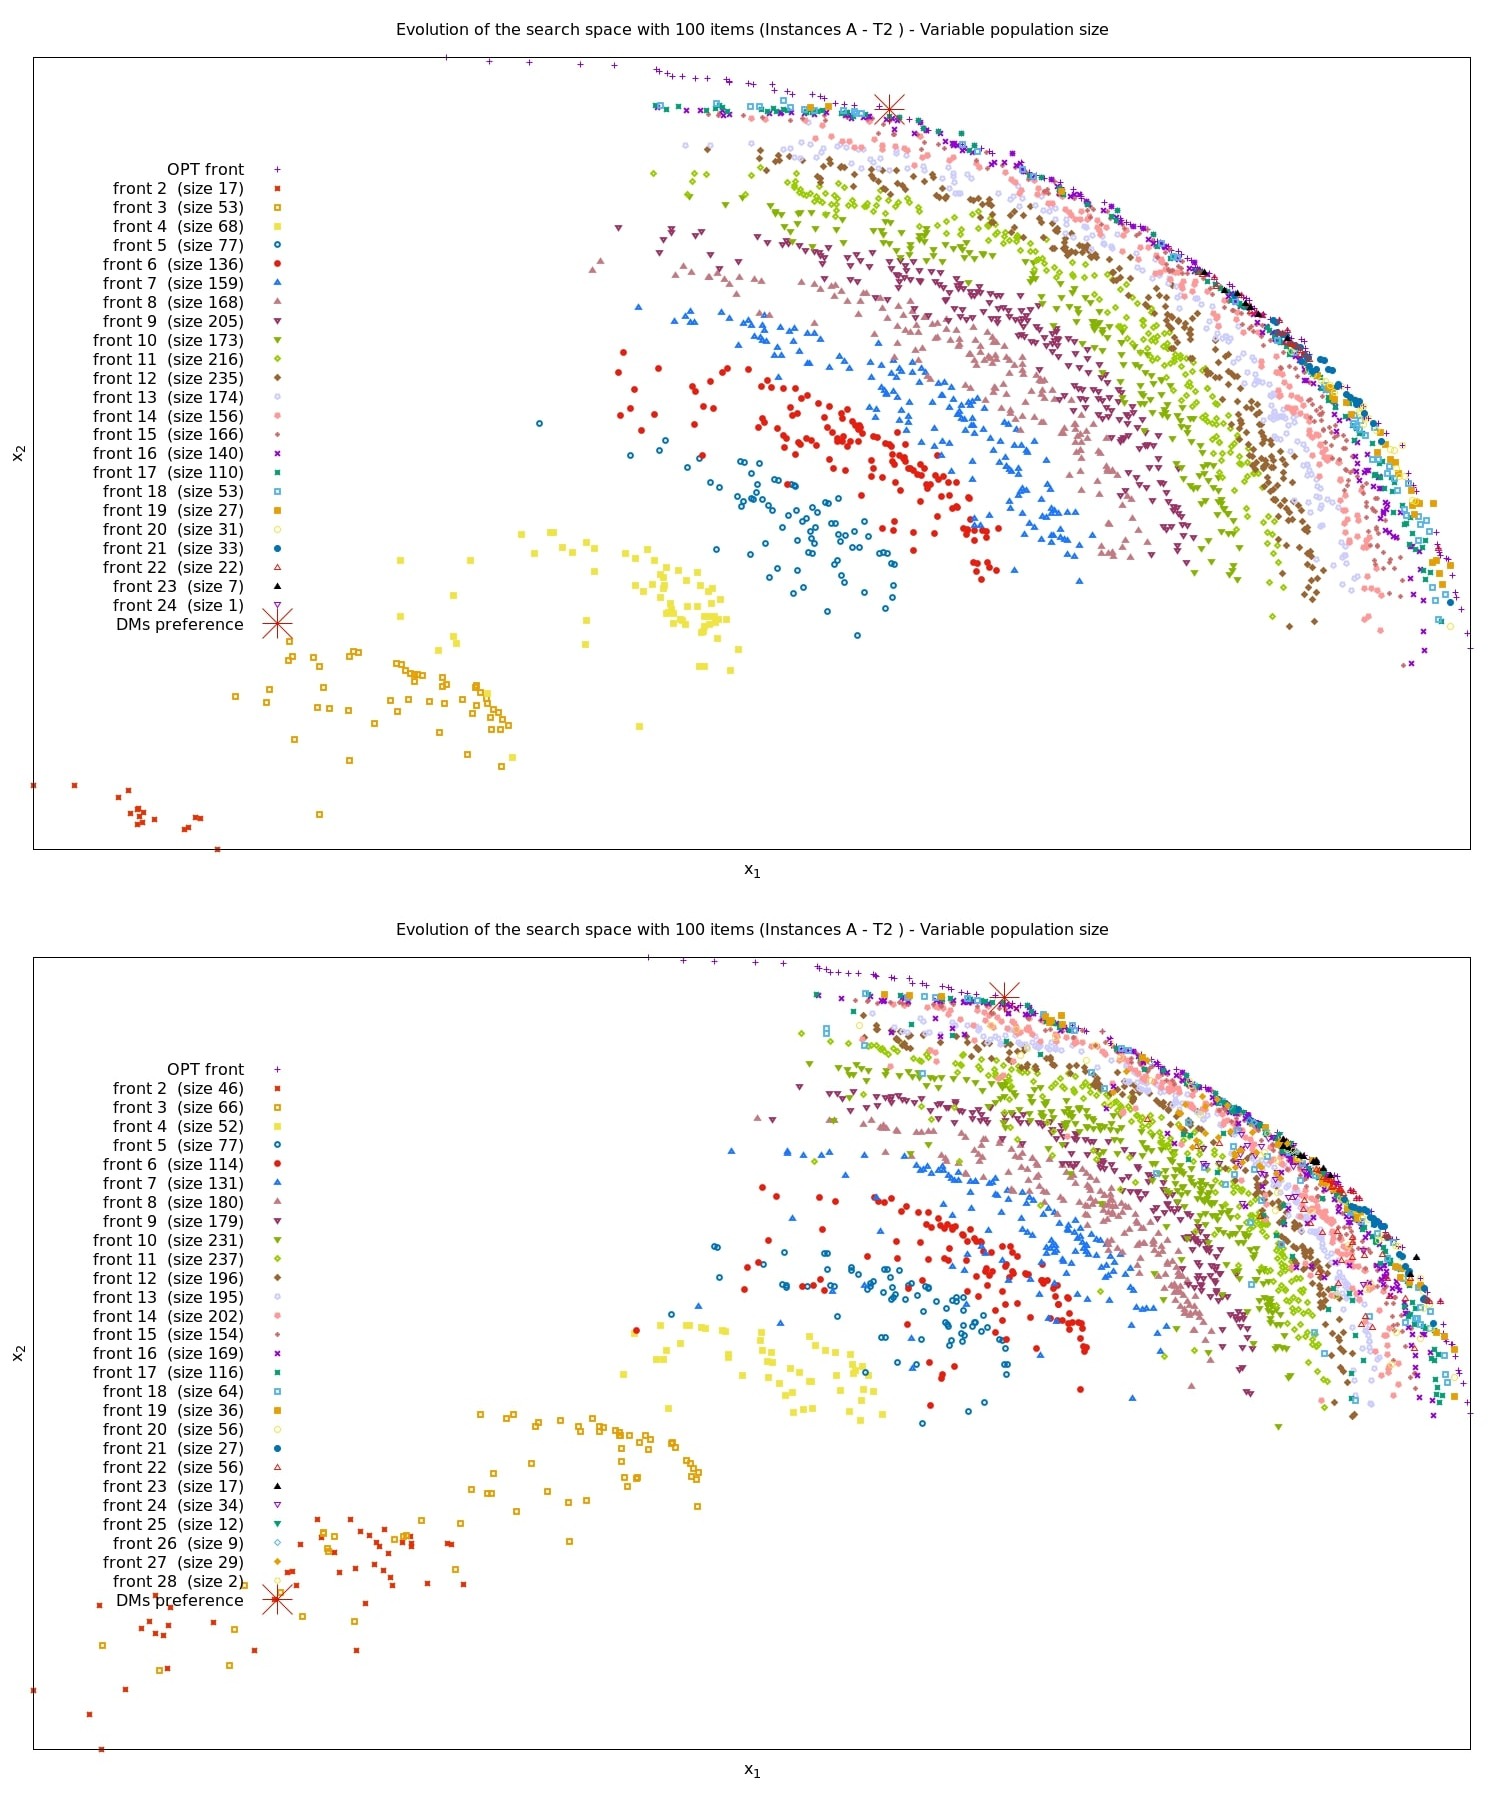 Evolution of the search space with 100 items (Instances A - T2 ) - Variable population size
OPT front
front 2 (size 17)
front 3 (size 53)
front 4 (size 68)
front 5 (size 77)
front 6 (size 136)
front 7 (size 159)
front 8 (size 168)
front 9 (size 205)
front 10 (size 173)
front 11 (size 216)
front 12 (size 235)
front 13 (size 174)
front 14 (size 156)
front 15 (size 166)
front 16 (size 140)
front 17 (size 110)
front 18 (size 53)
front 19 (size 27)
front 20 (size 31)
front 21 (size 33)
front 22 (size 22)
front 23 (size 7)
front 24 (size 1)
DMs preference
x2
x1
Evolution of the search space with 100 items (Instances A - T2 ) - Variable population size
OPT front
front 2 (size 46)
front 3 (size 66)
front 4 (size 52)
front 5 (size 77)
front 6 (size 114)
front 7 (size 131)
front 8 (size 180)
front 9 (size 179)
front 10 (size 231)
front 11 (size 237)
front 12 (size 196)
front 13 (size 195)
front 14 (size 202)
front 15 (size 154)
front 16 (size 169)
front 17 (size 116)
front 18 (size 64)
front 19 (size 36)
front 20 (size 56)
front 21 (size 27)
front 22 (size 56)
front 23 (size 17)
front 24 (size 34)
front 25 (size 12)
front 26 (size 9)
front 27 (size 29)
front 28 (size 2)
DMs preference
x2
x1